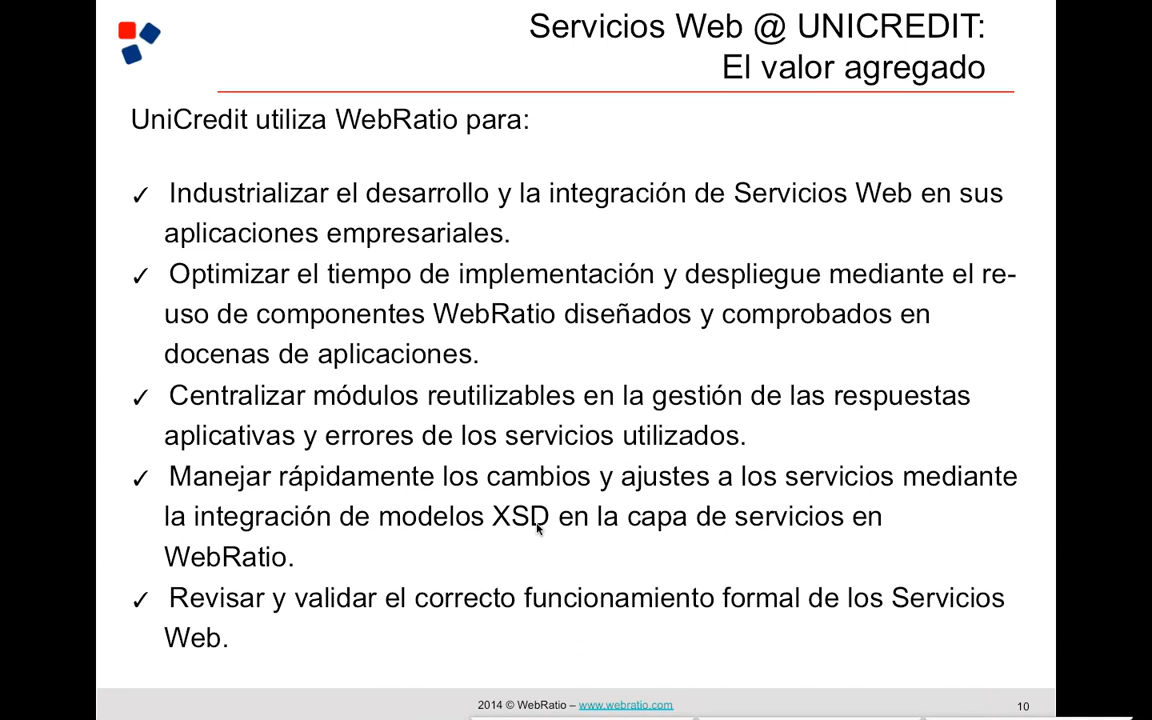 Servicios Web @ UNICREDIT:
El valor agregado
UniCredit utiliza WebRatio para:
✓ Industrializar el desarrollo y la integración de Servicios Web en sus
aplicaciones empresariales.
✓ Optimizar el tiempo de implementación y despliegue mediante el re-
uso de componentes WebRatio diseñados y comprobados en
docenas de aplicaciones.
✓ Centralizar módulos reutilizables en la gestión de las respuestas
aplicativas y errores de los servicios utilizados.
✓ Manejar rápidamente los cambios y ajustes a los servicios mediante
la integración de modelos XSD en la capa de servicios en
WebRatio.
✓ Revisar y validar el correcto funcionamiento formal de los Servicios
Web.
2014 © WebRatio – www.webratio.com
10